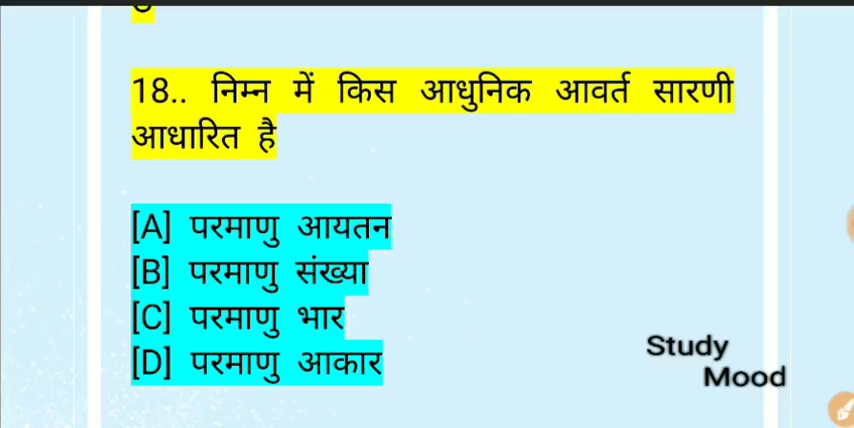 18.. निम्न में किस आधुनिक आवर्त सारणी
आधारित है
[A] परमाणु आयतन
[B] परमाणु संख्या
[C] परमाणु भार
[D] परमाणु आकार
Study
Mood